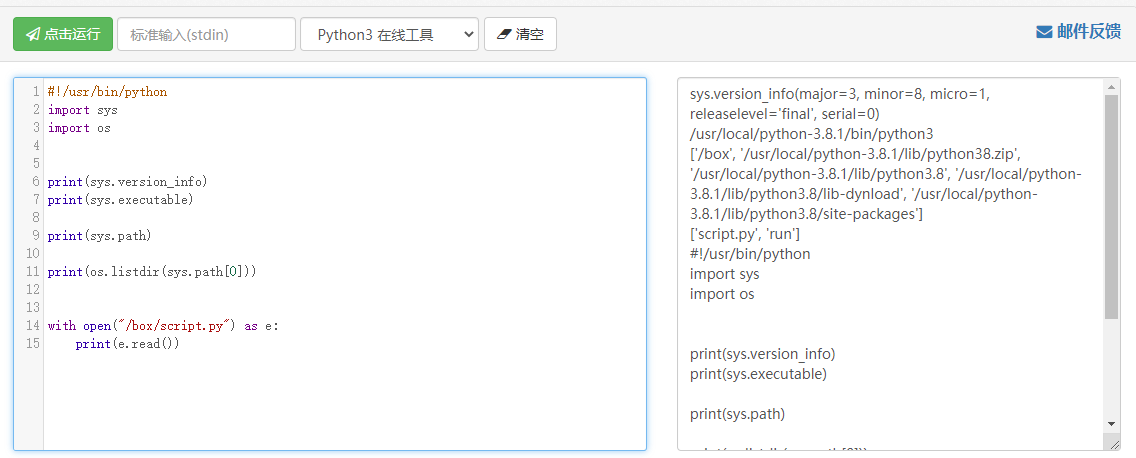 点击运行 标准输入(stdin) Python3 在线工具 清空 邮件反馈
1 #!/usr/bin/python
2 import sys
3 import os
4
5
6 print(sys.version_info)
7 print(sys.executable)
8
9 print(sys.path)
10
11 print(os.listdir(sys.path[0]))
12
13
14 with open("/box/script.py") as e:
15     print(e.read())
sys.version_info(major=3, minor=8, micro=1,
releaselevel='final', serial=0)
/usr/local/python-3.8.1/bin/python3
['/box', '/usr/local/python-3.8.1/lib/python38.zip',
'/usr/local/python-3.8.1/lib/python3.8', '/usr/local/python-
3.8.1/lib/python3.8/lib-dynload', '/usr/local/python-
3.8.1/lib/python3.8/site-packages']
['script.py', 'run']
#!/usr/bin/python
import sys
import os
print(sys.version_info)
print(sys.executable)
print(sys.path)